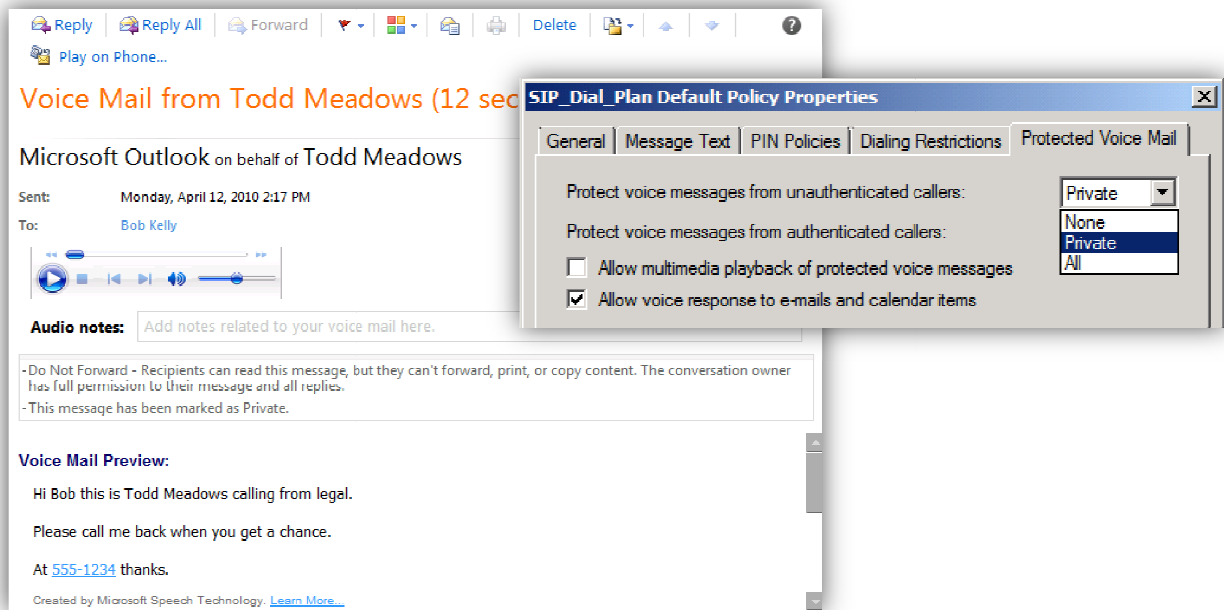 Reply Reply All Forward Delete ?
Play on Phone...
Voice Mail from Todd Meadows (12 sec
Microsoft Outlook on behalf of Todd Meadows
Sent: Monday, April 12, 2010 2:17 PM
To: Bob Kelly
Audio notes: Add notes related to your voice mail here.
-Do Not Forward - Recipients can read this message, but they can't forward, print, or copy content. The conversation owner
has full permission to their message and all replies.
-This message has been marked as Private.
Voice Mail Preview:
Hi Bob this is Todd Meadows calling from legal.
Please call me back when you get a chance.
At 555-1234 thanks.
Created by Microsoft Speech Technology. Learn More...
SIP_Dial_Plan Default Policy Properties
General Message Text PIN Policies Dialing Restrictions Protected Voice Mail
Protect voice messages from unauthenticated callers: Private
None
Private
All
Protect voice messages from authenticated callers:
Allow multimedia playback of protected voice messages
Allow voice response to e-mails and calendar items